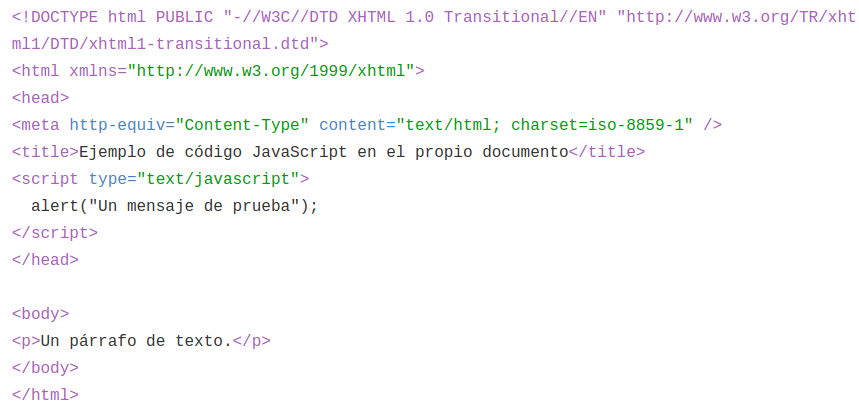 <!DOCTYPE html PUBLIC "-//W3C//DTD XHTML 1.0 Transitional//EN" "http://www.w3.org/TR/xht
ml1/DTD/xhtml1-transitional.dtd">
<html xmlns="http://www.w3.org/1999/xhtml">
<head>
<meta http-equiv="Content-Type" content="text/html; charset=iso-8859-1" />
<title>Ejemplo de código JavaScript en el propio documento</title>
<script type="text/javascript">
  alert("Un mensaje de prueba");
</script>
</head>

<body>
<p>Un párrafo de texto.</p>
</body>
</html>